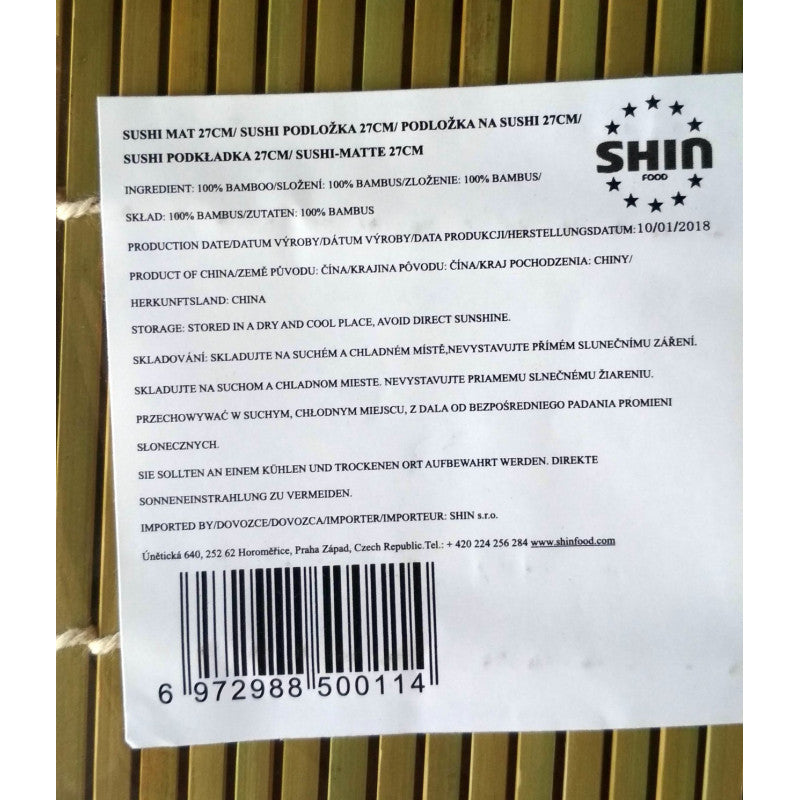 SUSHI MAT 27CM/ SUSHI PODLOŽKA 27CM/ PODLOŽKA NA SUSHI 27CM/
SUSHI PODKŁADKA 27CM/ SUSHI-MATTE 27CM
SHIN
FOOD
INGREDIENT: 100% BAMBOO/SLOŽENÍ: 100% BAMBUS/ZLOŽENIE: 100% BAMBUS/
SKŁAD: 100% BAMBUS/ZUTATEN: 100% BAMBUS
PRODUCTION DATE/DATUM VÝROBY/DÁTUM VÝROBY/DATA PRODUKCJI/HERSTELLUNGSDATUM:10/01/2018
PRODUCT OF CHINA/ZEMĚ PŮVODU: ČÍNA/KRAJINA PÔVODU: ČÍNA/KRAJ POCHODZENIA: CHINY/
HERKUNFTSLAND: CHINA
STORAGE: STORED IN A DRY AND COOL PLACE, AVOID DIRECT SUNSHINE.
SKLADOVÁNÍ: SKLADUJTE NA SUCHÉM A CHLADNÉM MÍSTĚ,NEVYSTAVUJTE PŘÍMÉM SLUNEČNÍMU ZÁŘENÍ.
SKLADUJTE NA SUCHOM A CHLADNOM MIESTE. NEVYSTAVUJTE PRIAMEMU SLNEČNÉMU ŽIARENIU.
PRZECHOWYWAĆ W SUCHYM, CHŁODNYM MIEJSCU, Z DALA OD BEZPOŚREDNIEGO PADANIA PROMIENI
SŁONECZNYCH.
SIE SOLLTEN AN EINEM KÜHLEN UND TROCKENEN ORT AUFBEWAHRT WERDEN. DIREKTE
SONNENEINSTRAHLUNG ZU VERMEIDEN.
IMPORTED BY/DOVOZCE/DOVOZCA/IMPORTER/IMPORTEUR: SHIN s.r.o.
Únětická 640, 252 62 Horoměřice, Praha Západ, Czech Republic.Tel.: + 420 224 256 284 www.shinfood.com
6 972988 500114